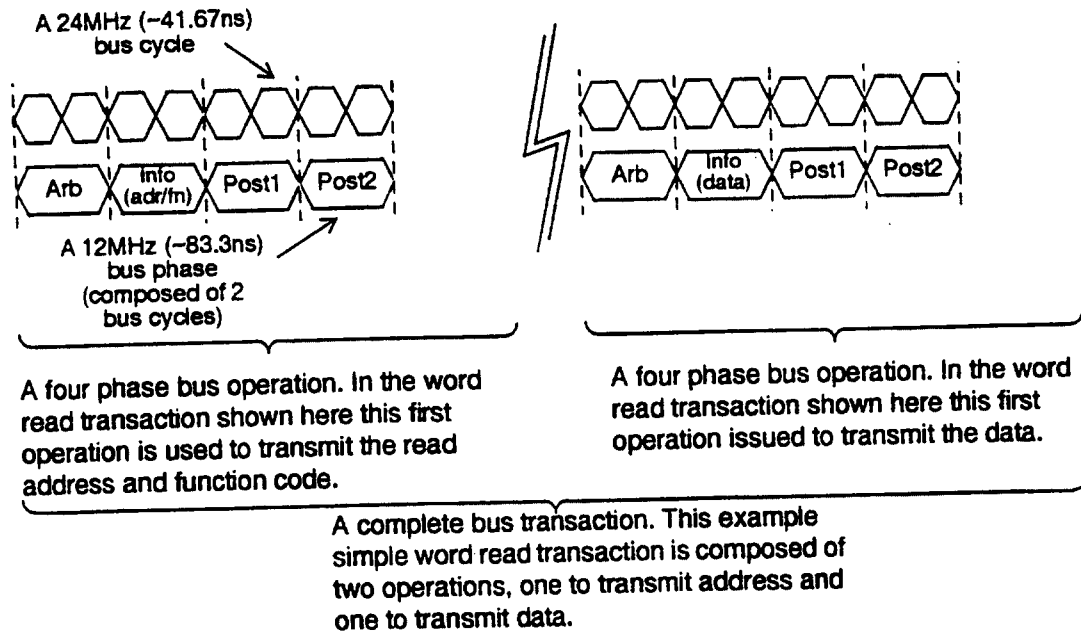 A 24MHz (~41.67ns)
bus cycle
Arb
Info
(adr/fn)
Post1
Post2
Arb
Info
(data)
Post1
Post2
A 12MHz (~83.3ns)
bus phase
(composed of 2
bus cycles)
A four phase bus operation. In the word
read transaction shown here this first
operation is used to transmit the read
address and function code.
A four phase bus operation. In the word
read transaction shown here this first
operation issued to transmit the data.
A complete bus transaction. This example
simple word read transaction is composed of
two operations, one to transmit address and
one to transmit data.